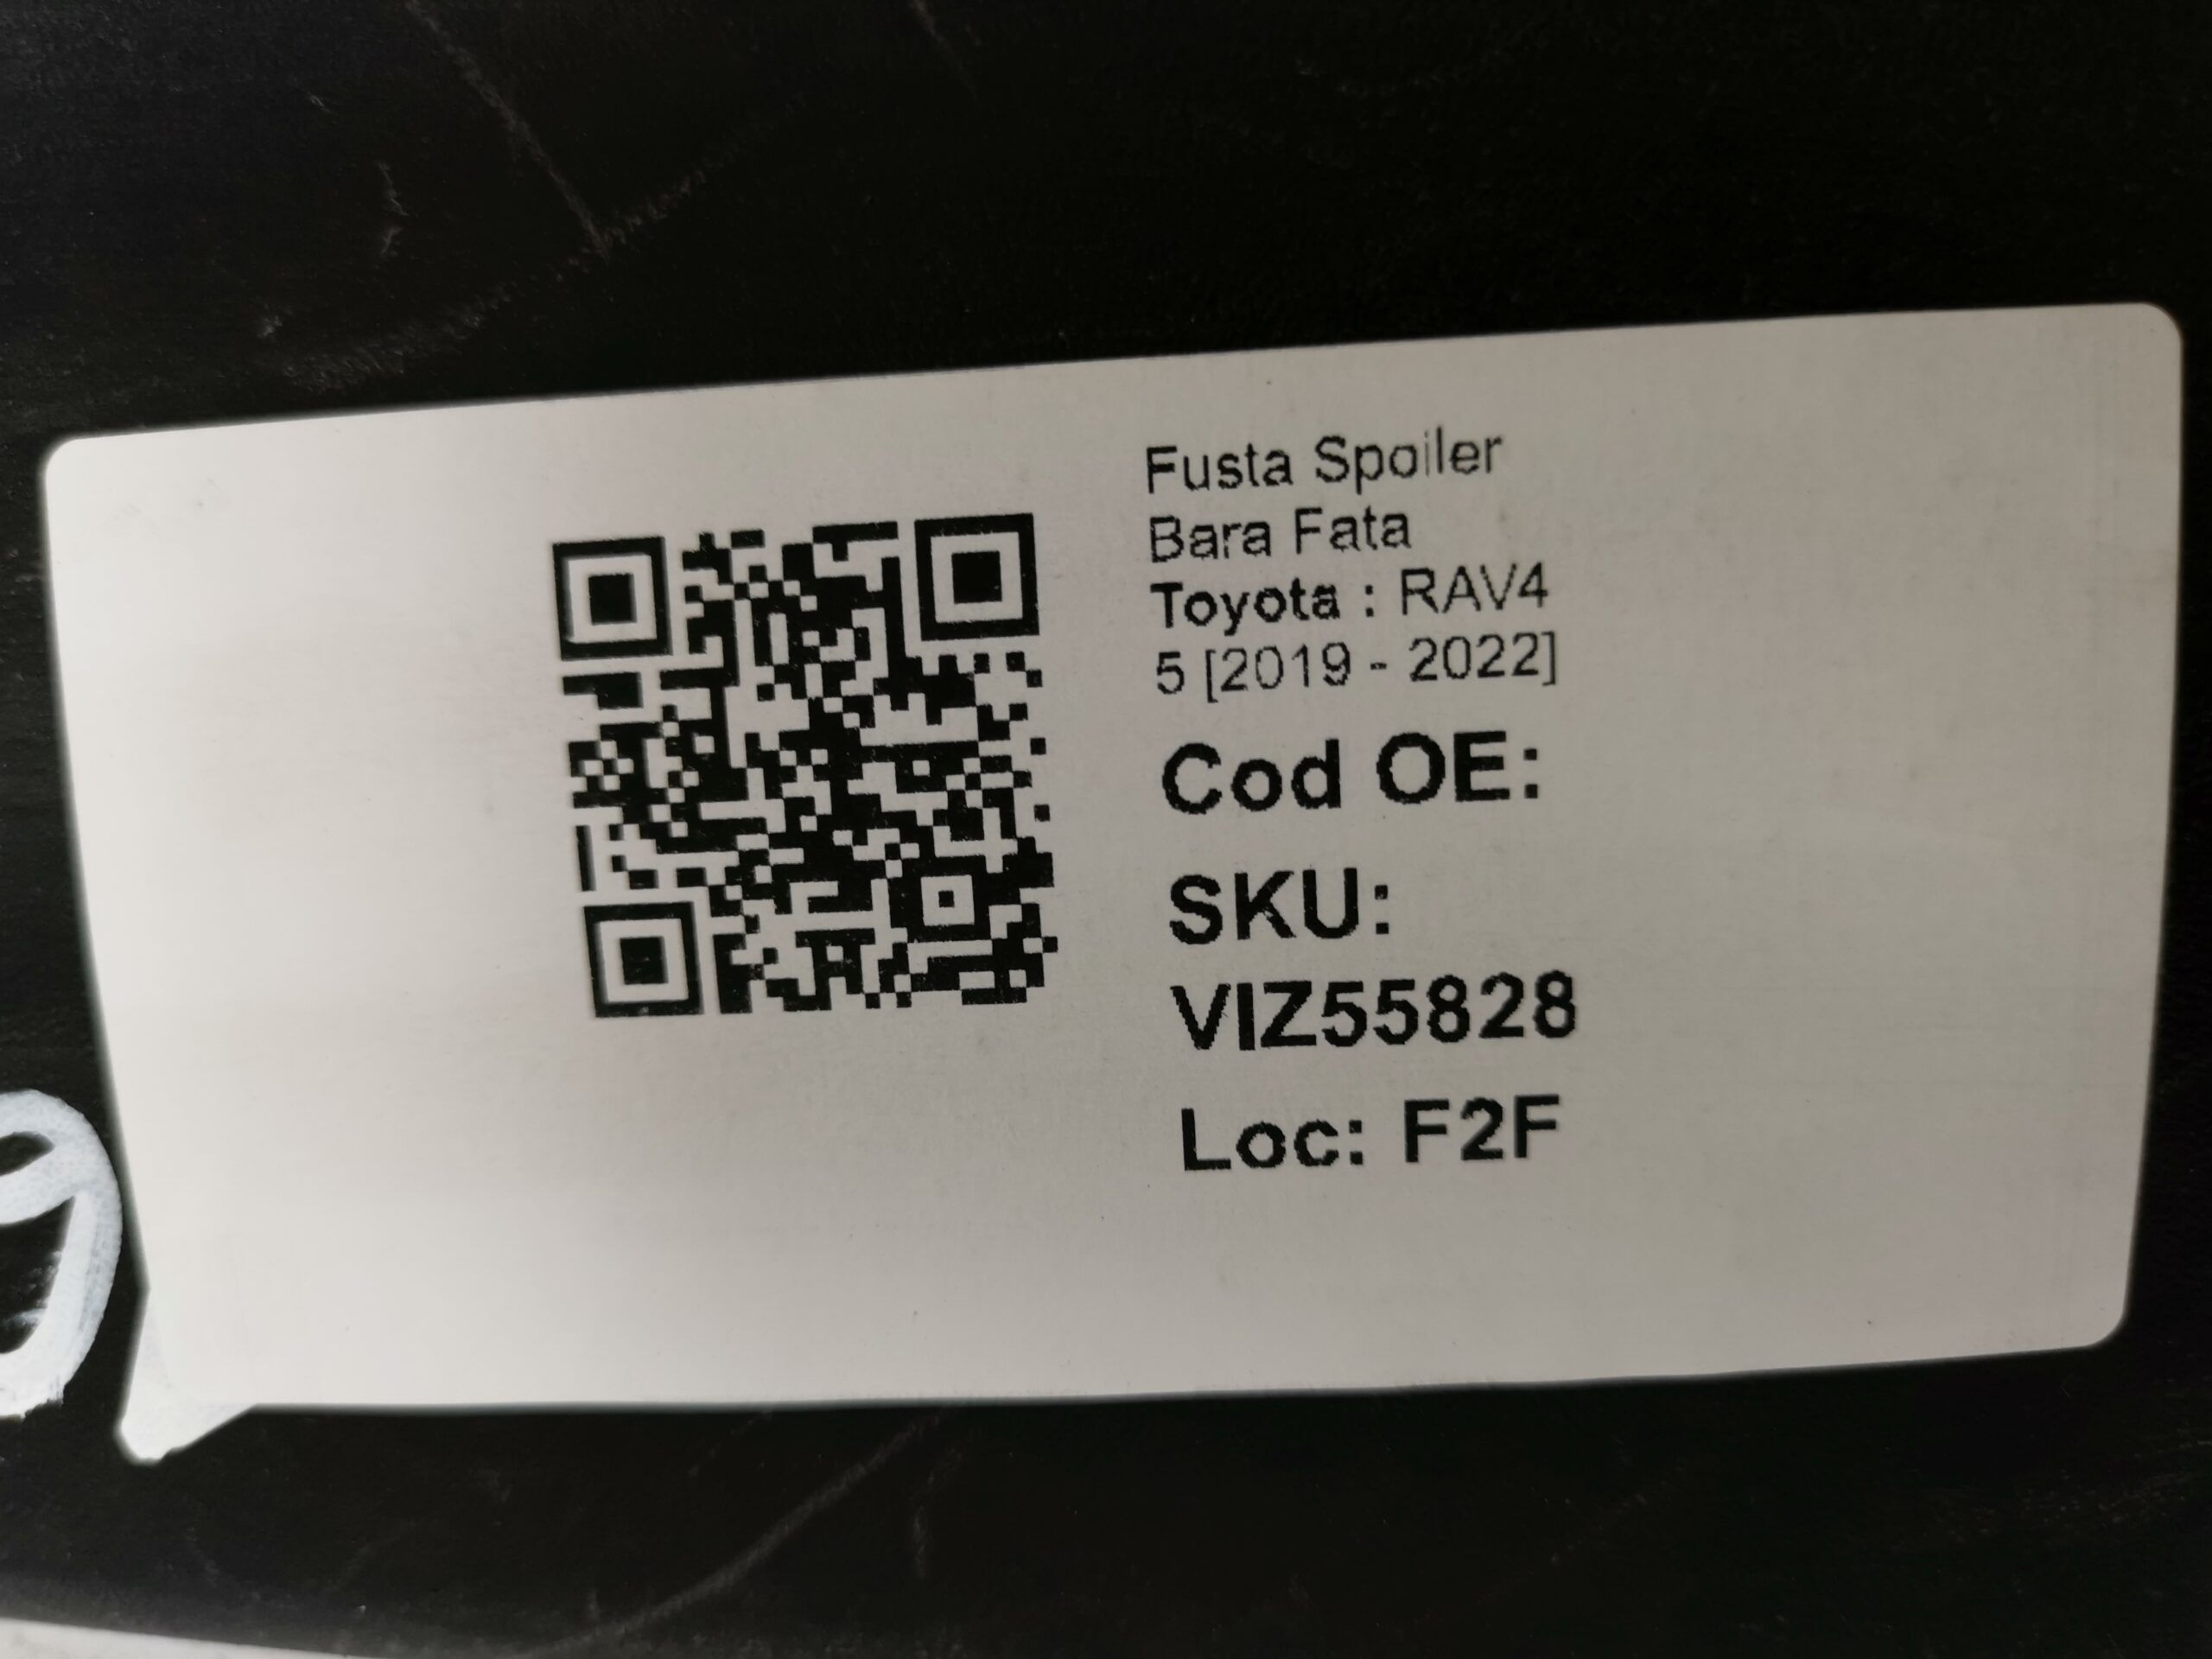 Fusta Spoiler
Bara Fata
Toyota : RAV4
5 [2019 - 2022]
Cod OE:
SKU:
VIZ55828
Loc: F2F